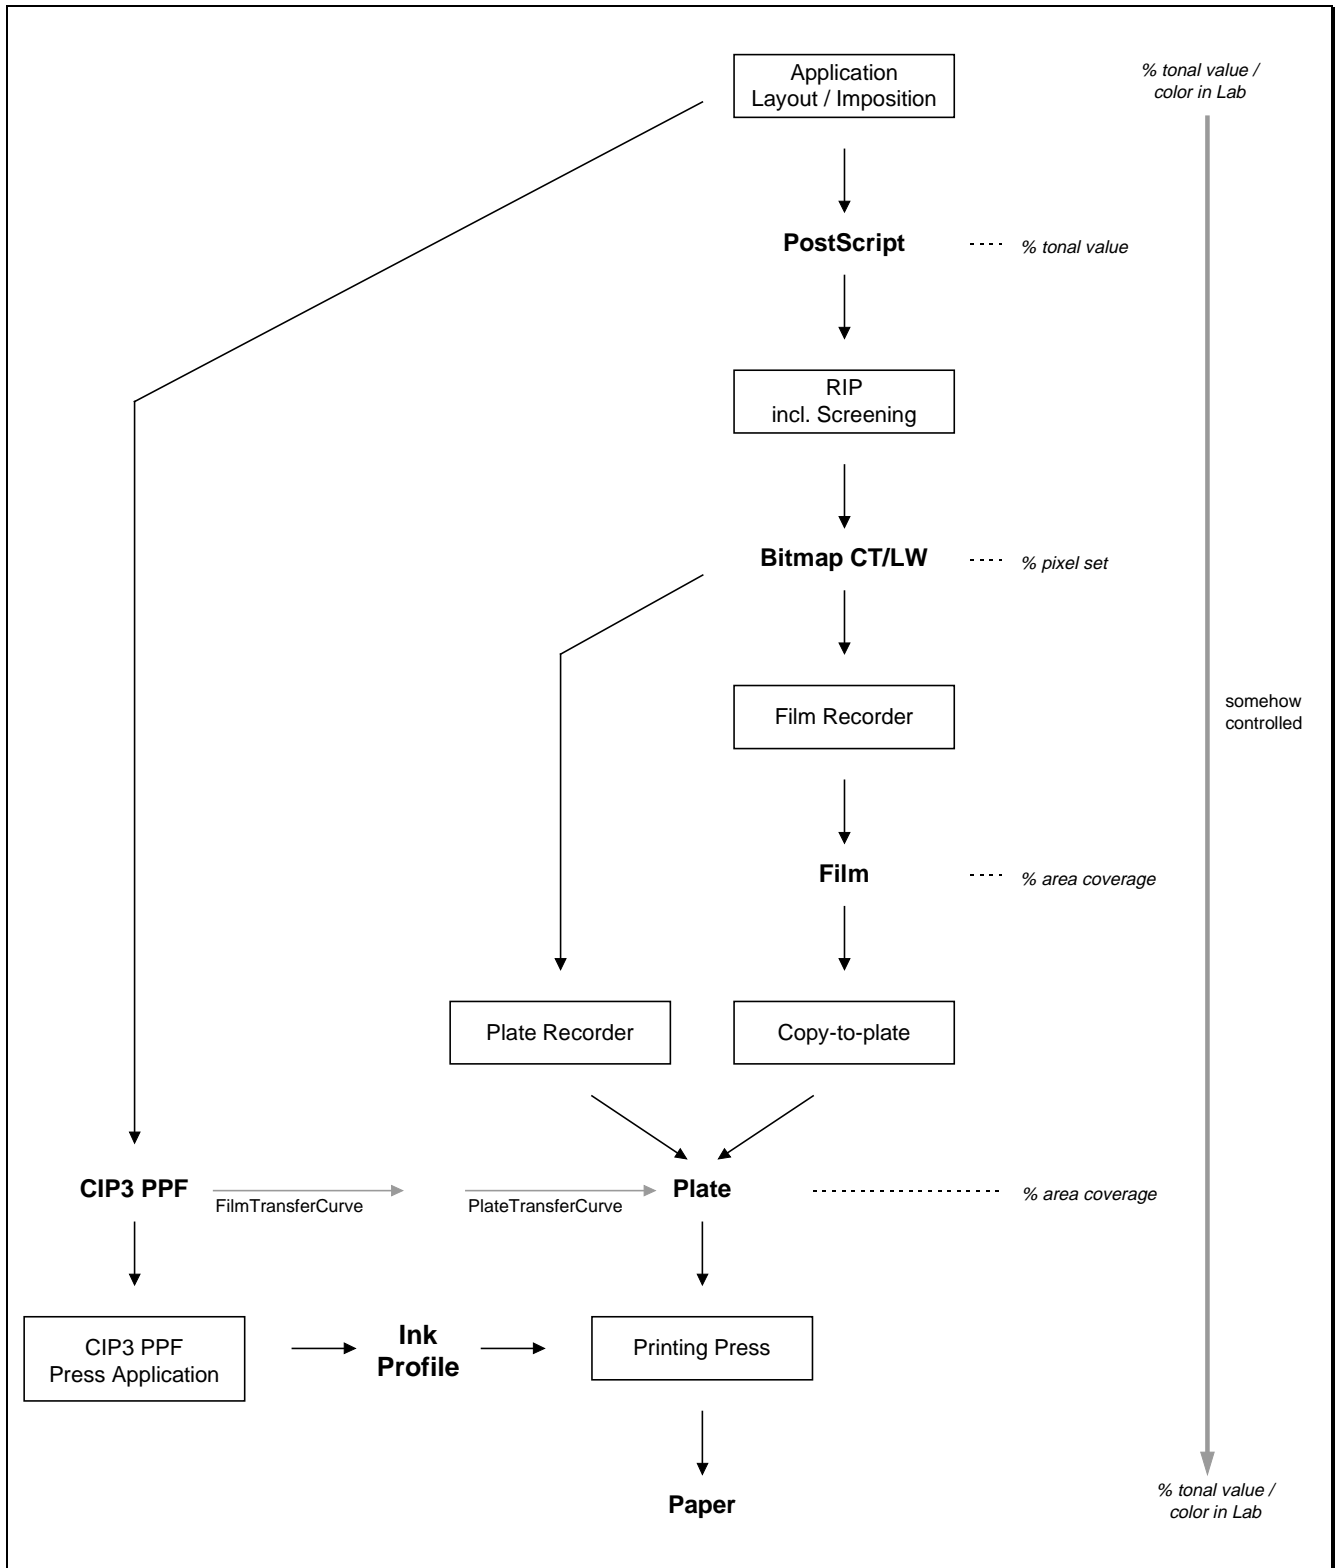 Application
Layout / Imposition
% tonal value /
color in Lab
PostScript
% tonal value
RIP
incl. Screening
Bitmap CT/LW
% pixel set
Film Recorder
somehow
controlled
Film
% area coverage
Plate Recorder
Copy-to-plate
CIP3 PPF
FilmTransferCurve
PlateTransferCurve
Plate
% area coverage
CIP3 PPF
Press Application
Ink
Profile
Printing Press
Paper
% tonal value /
color in Lab